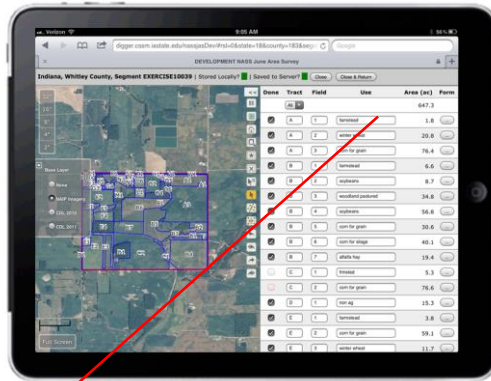 Verizon
9:05 AM
86%
digger.cssm.iastate.edu/nassjasDev/#rsl=0&state=18&county=183&seg
Google
DEVELOPMENT NASS June Area Survey
Indiana, Whitley County, Segment EXERCISE10039 | Stored Locally? | Saved to Server? Close Close & Return
<< Done Tract Field Use Area (ac) Form
All 647.3
A 1 farmstead 1.8
A 2 winter wheat 20.8
A 3 corn for grain 76.4
B 1 farmstead 6.6
B 2 soybeans 8.7
B 3 woodland pastured 34.8
B 4 soybeans 56.8
B 5 corn for grain 30.6
B 6 corn for silage 40.1
B 7 alfalfa hay 19.4
C 1 fmstead 5.3
C 2 corn for grain 76.6
D 1 non ag 15.3
E 1 farmstead 3.8
E 2 corn for grain 59.1
E 3 winter wheat 11.7
Base Layer
None
NAIP Imagery
CDL 2010
CDL 2011
Full Screen